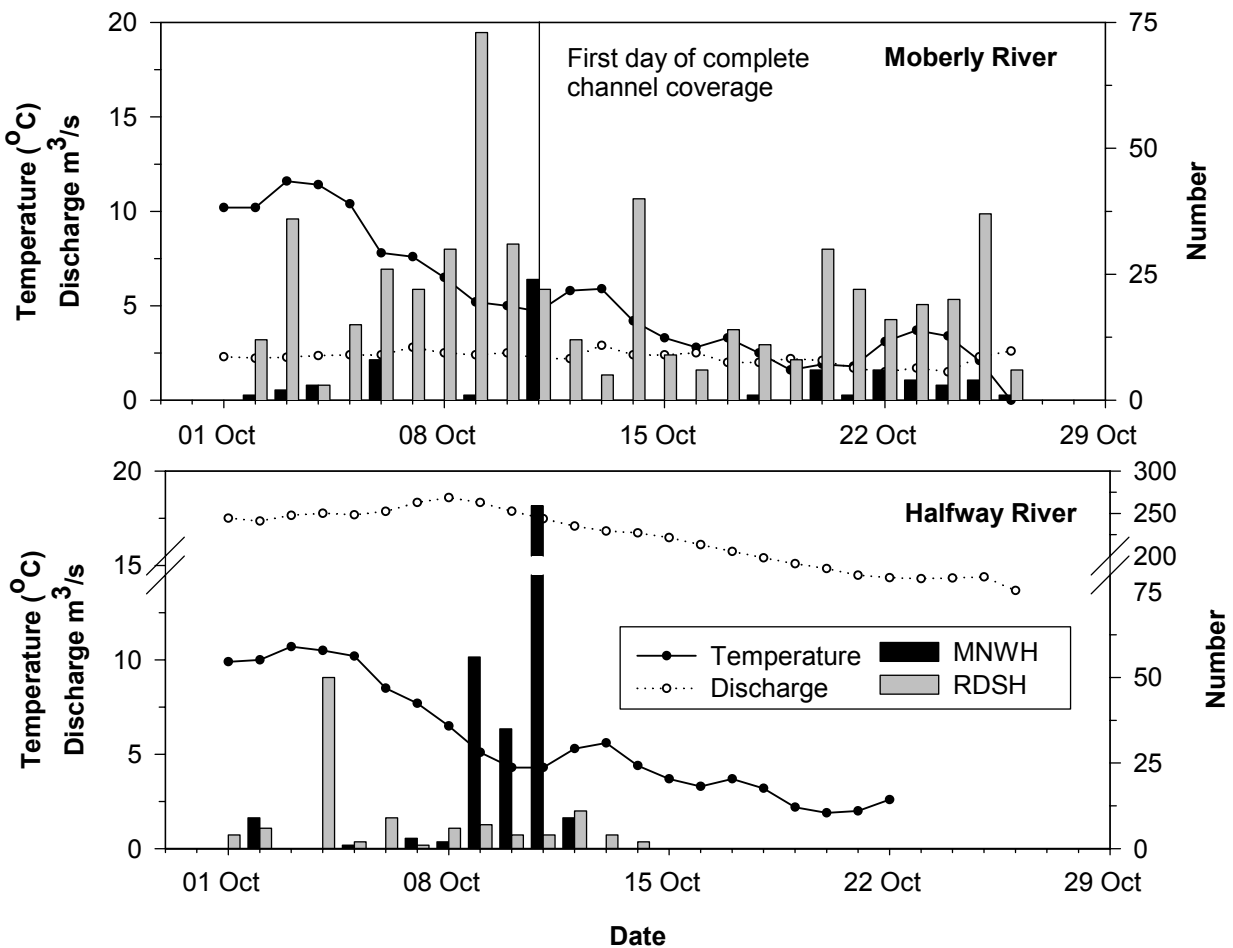 20
15
10
5
0
Temperature (°C)
Discharge m³/s
First day of complete
channel coverage
Moberly River
75
50
25
0
Number
01 Oct 08 Oct 15 Oct 22 Oct 29 Oct
20
15
10
5
0
Temperature (°C)
Discharge m³/s
Halfway River
Temperature MNWH
Discharge RDSH
300
250
200
75
50
25
0
Number
01 Oct 08 Oct 15 Oct 22 Oct 29 Oct
Date